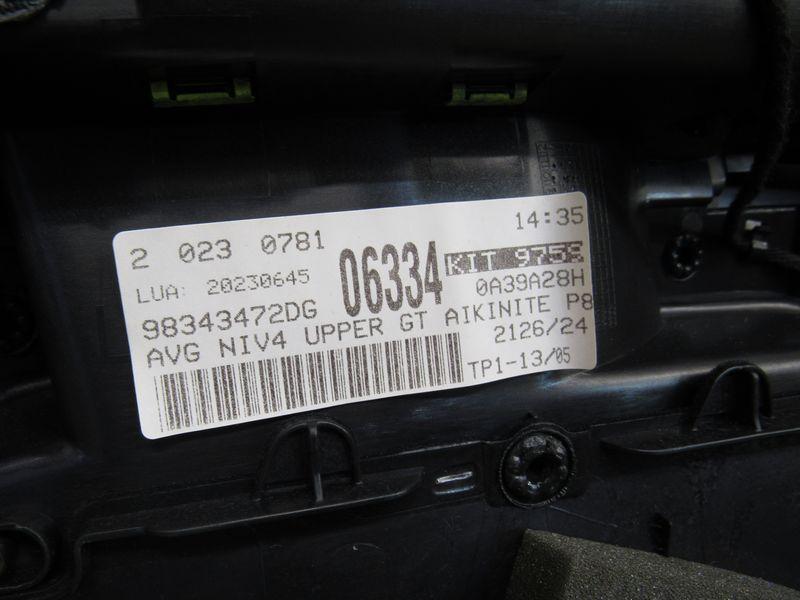 2 023 0781
14:35
LUA: 20230645
06334
KIT 9759
0A39A28H
98343472DG
AVG NIV4 UPPER GT AIKINITE P8
2126/24
TP1-13/05